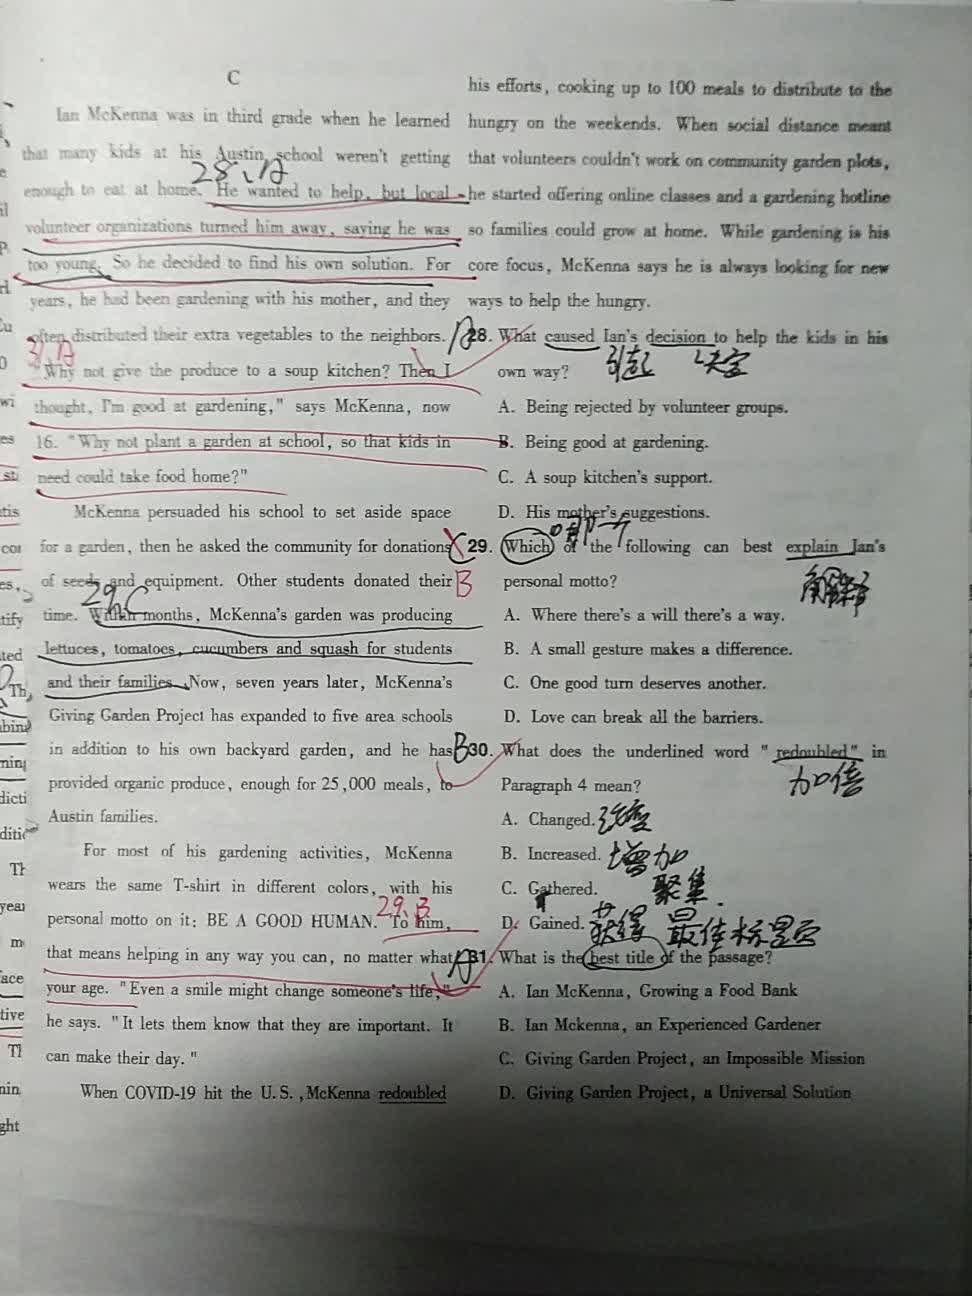 C
Ian McKenna was in third grade when he learned
that many kids at his Austin school weren't getting
28、A
enough to eat at home. He wanted to help, but local
volunteer organizations turned him away, saying he was
too young. So he decided to find his own solution. For
years, he had been gardening with his mother, and they
often distributed their extra vegetables to the neighbors.
31、A
"Why not give the produce to a soup kitchen? Then I
thought, I'm good at gardening," says McKenna, now
16. "Why not plant a garden at school, so that kids in
need could take food home?"
McKenna persuaded his school to set aside space
for a garden, then he asked the community for donations
of seeds and equipment. Other students donated their
29、C
time. Within months, McKenna's garden was producing
lettuces, tomatoes, cucumbers and squash for students
and their families. Now, seven years later, McKenna's
Giving Garden Project has expanded to five area schools
in addition to his own backyard garden, and he has
provided organic produce, enough for 25,000 meals, to
Austin families.
For most of his gardening activities, McKenna
wears the same T-shirt in different colors, with his
29、B
personal motto on it: BE A GOOD HUMAN. "To him,
that means helping in any way you can, no matter what
your age. "Even a smile might change someone's life,"
he says. "It lets them know that they are important. It
can make their day. "
When COVID-19 hit the U.S., McKenna redoubled
his efforts, cooking up to 100 meals to distribute to the
hungry on the weekends. When social distance meant
that volunteers couldn't work on community garden plots,
he started offering online classes and a gardening hotline
so families could grow at home. While gardening is his
core focus, McKenna says he is always looking for new
ways to help the hungry.
A 28. What caused Ian's decision to help the kids in his
own way? 引起 决定
A. Being rejected by volunteer groups.
B. Being good at gardening.
C. A soup kitchen's support.
D. His mother's suggestions.
哪一个
C 29. Which of the following can best explain Ian's
B personal motto? 解释
A. Where there's a will there's a way.
B. A small gesture makes a difference.
C. One good turn deserves another.
D. Love can break all the barriers.
B 30. What does the underlined word "redoubled" in
Paragraph 4 mean? 加倍
A. Changed. 改变
B. Increased. 增加
C. Gathered. 聚集.
D. Gained. 获得 最佳标题
A 31. What is the best title of the passage?
A. Ian McKenna, Growing a Food Bank
B. Ian Mckenna, an Experienced Gardener
C. Giving Garden Project, an Impossible Mission
D. Giving Garden Project, a Universal Solution